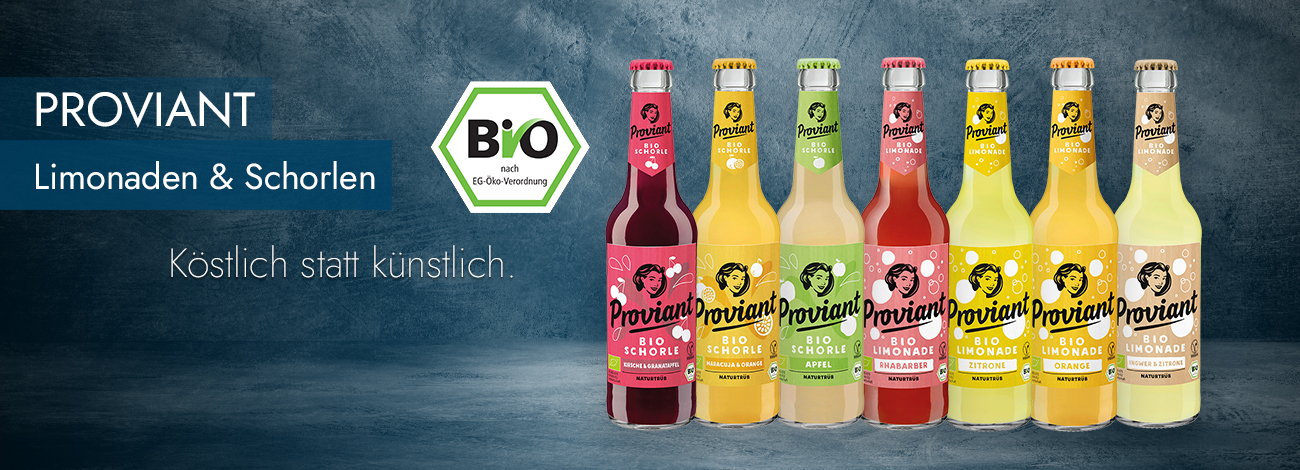 PROVIANT
Limonaden & Schorlen
BiO
nach
EG-Öko-Verordnung
Köstlich statt künstlich.
Proviant
BIO
SCHORLE
Proviant
BIO
SCHORLE
KIRSCHE & GRANATAPFEL
NATURTRÜB
Proviant
BIO
SCHORLE
Proviant
BIO
SCHORLE
MARACUJA & ORANGE
NATURTRÜB
Proviant
BIO
SCHORLE
Proviant
BIO
SCHORLE
APFEL
NATURTRÜB
Proviant
BIO
LIMONADE
Proviant
BIO
LIMONADE
RHABARBER
NATURTRÜB
Proviant
BIO
LIMONADE
Proviant
BIO
LIMONADE
ZITRONE
NATURTRÜB
Proviant
BIO
LIMONADE
Proviant
BIO
LIMONADE
ORANGE
NATURTRÜB
Proviant
BIO
LIMONADE
Proviant
BIO
LIMONADE
INGWER & ZITRONE
NATURTRÜB